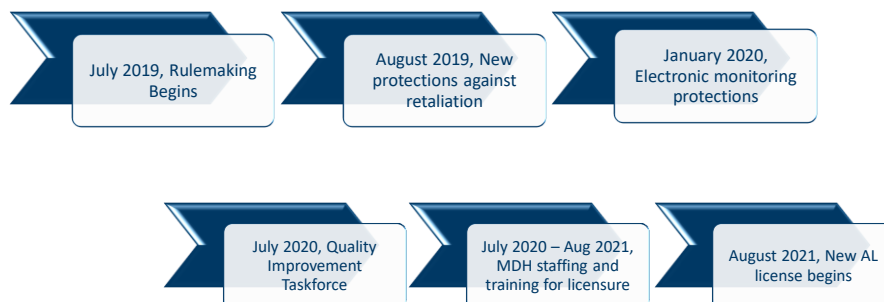 July 2019, Rulemaking
Begins
August 2019, New
protections against
retaliation
January 2020,
Electronic monitoring
protections
July 2020, Quality
Improvement
Taskforce
July 2020 – Aug 2021,
MDH staffing and
training for licensure
August 2021, New AL
license begins